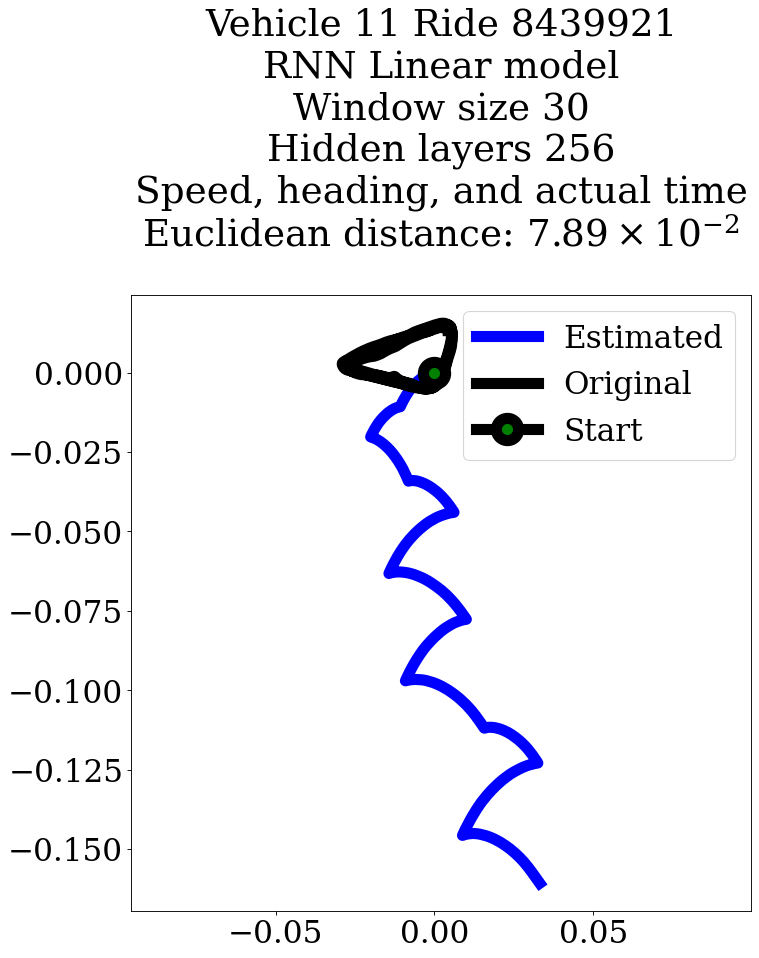 Vehicle 11 Ride 8439921
RNN Linear model
Window size 30
Hidden layers 256
Speed, heading, and actual time
Euclidean distance: 7.89 × 10⁻²
Estimated
Original
Start
0.000
−0.025
−0.050
−0.075
−0.100
−0.125
−0.150
−0.05
0.00
0.05